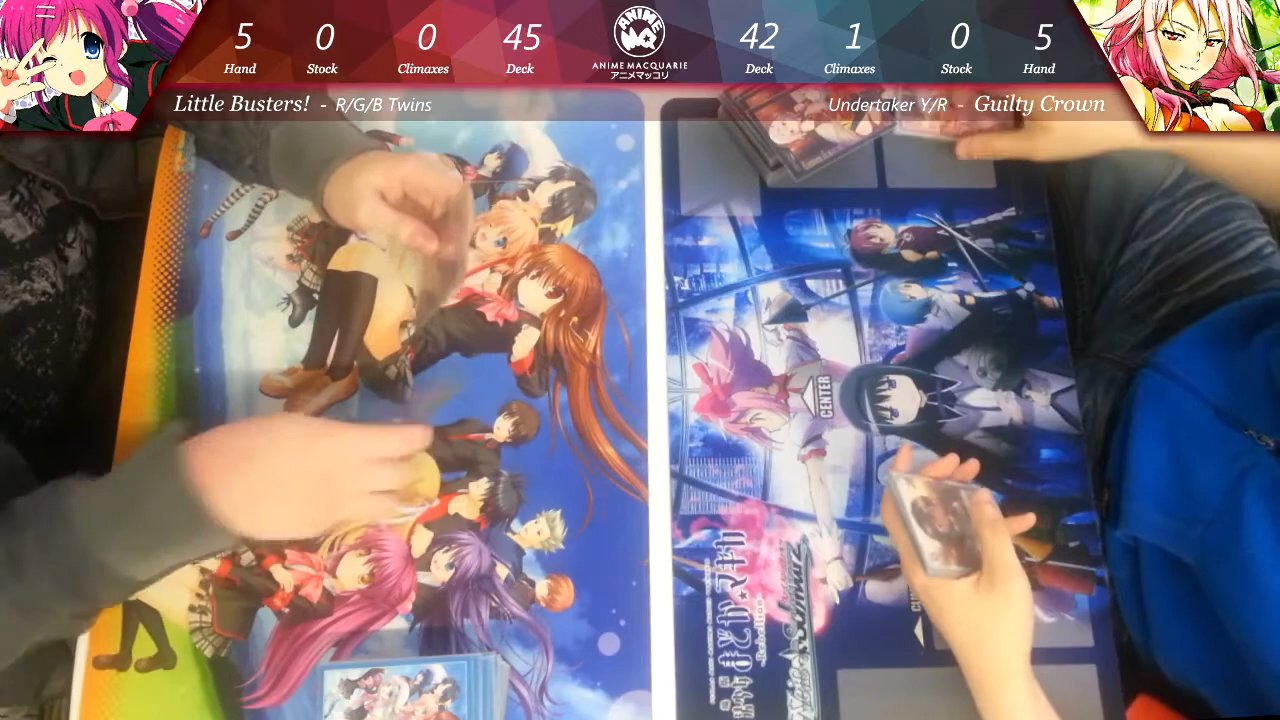 5 0 0 45
Hand Stock Climaxes Deck
ANIME
MQ
ANIME MACQUARIE
アニメマッコリ
42 1 0 5
Deck Climaxes Stock Hand
Little Busters! - R/G/B Twins
Undertaker Y/R - Guilty Crown
CENTER
-Rebellion-